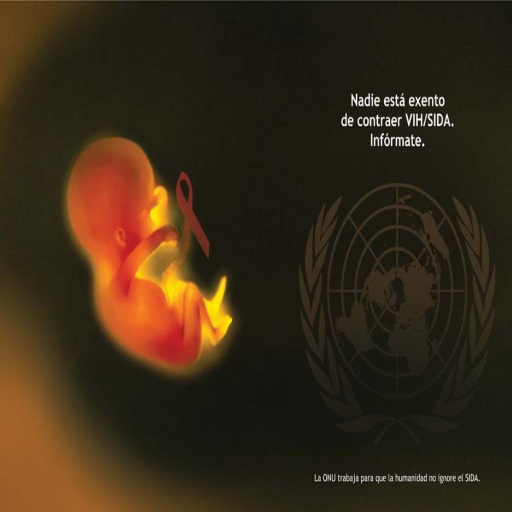 Nadie está exento
de contraer VIH/SIDA.
Infórmate.
La ONU trabaja para que la humanidad no ignore el SIDA.